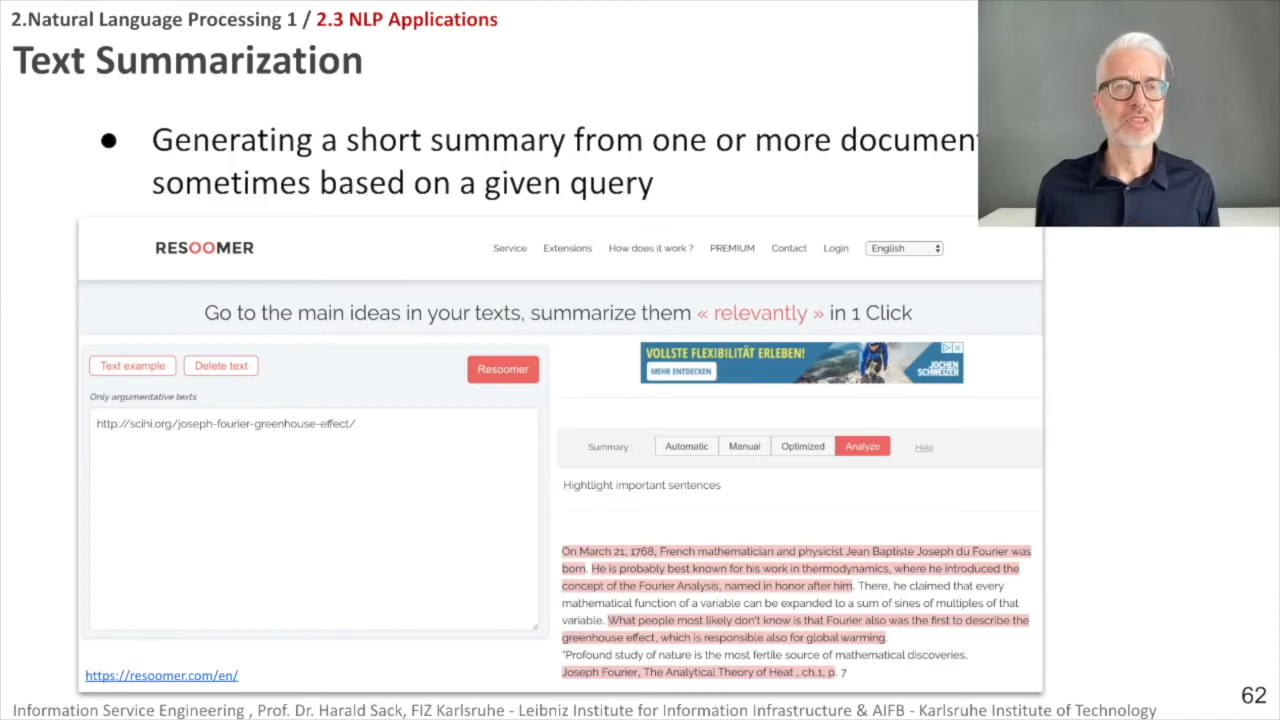 2.Natural Language Processing 1 / 2.3 NLP Applications
Text Summarization
● Generating a short summary from one or more document
sometimes based on a given query
RESOOMER
Service Extensions How does it work ? PREMIUM Contact Login English
Go to the main ideas in your texts, summarize them « relevantly » in 1 Click
Text example Delete text Resoomer
Only argumentative texts
http://scihi.org/joseph-fourier-greenhouse-effect/
VOLLSTE FLEXIBILITÄT ERLEBEN!
MEHR ENTDECKEN
JOCHEN
SCHWEIZER
Summary : Automatic Manual Optimized Analyze Help
Hightlight important sentences
On March 21, 1768, French mathematician and physicist Jean Baptiste Joseph du Fourier was
born. He is probably best known for his work in thermodynamics, where he introduced the
concept of the Fourier Analysis, named in honor after him. There, he claimed that every
mathematical function of a variable can be expanded to a sum of sines of multiples of that
variable. What people most likely don't know is that Fourier also was the first to describe the
greenhouse effect, which is responsible also for global warming.
“Profound study of nature is the most fertile source of mathematical discoveries.
Joseph Fourier, The Analytical Theory of Heat , ch.1, p. 7
https://resoomer.com/en/
62
Information Service Engineering , Prof. Dr. Harald Sack, FIZ Karlsruhe - Leibniz Institute for Information Infrastructure & AIFB - Karlsruhe Institute of Technology